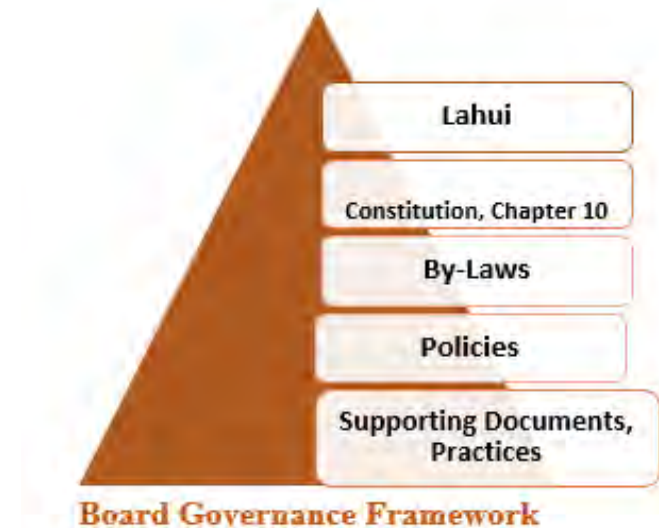 Lahui
Constitution, Chapter 10
By-Laws
Policies
Supporting Documents,
Practices
Board Governance Framework